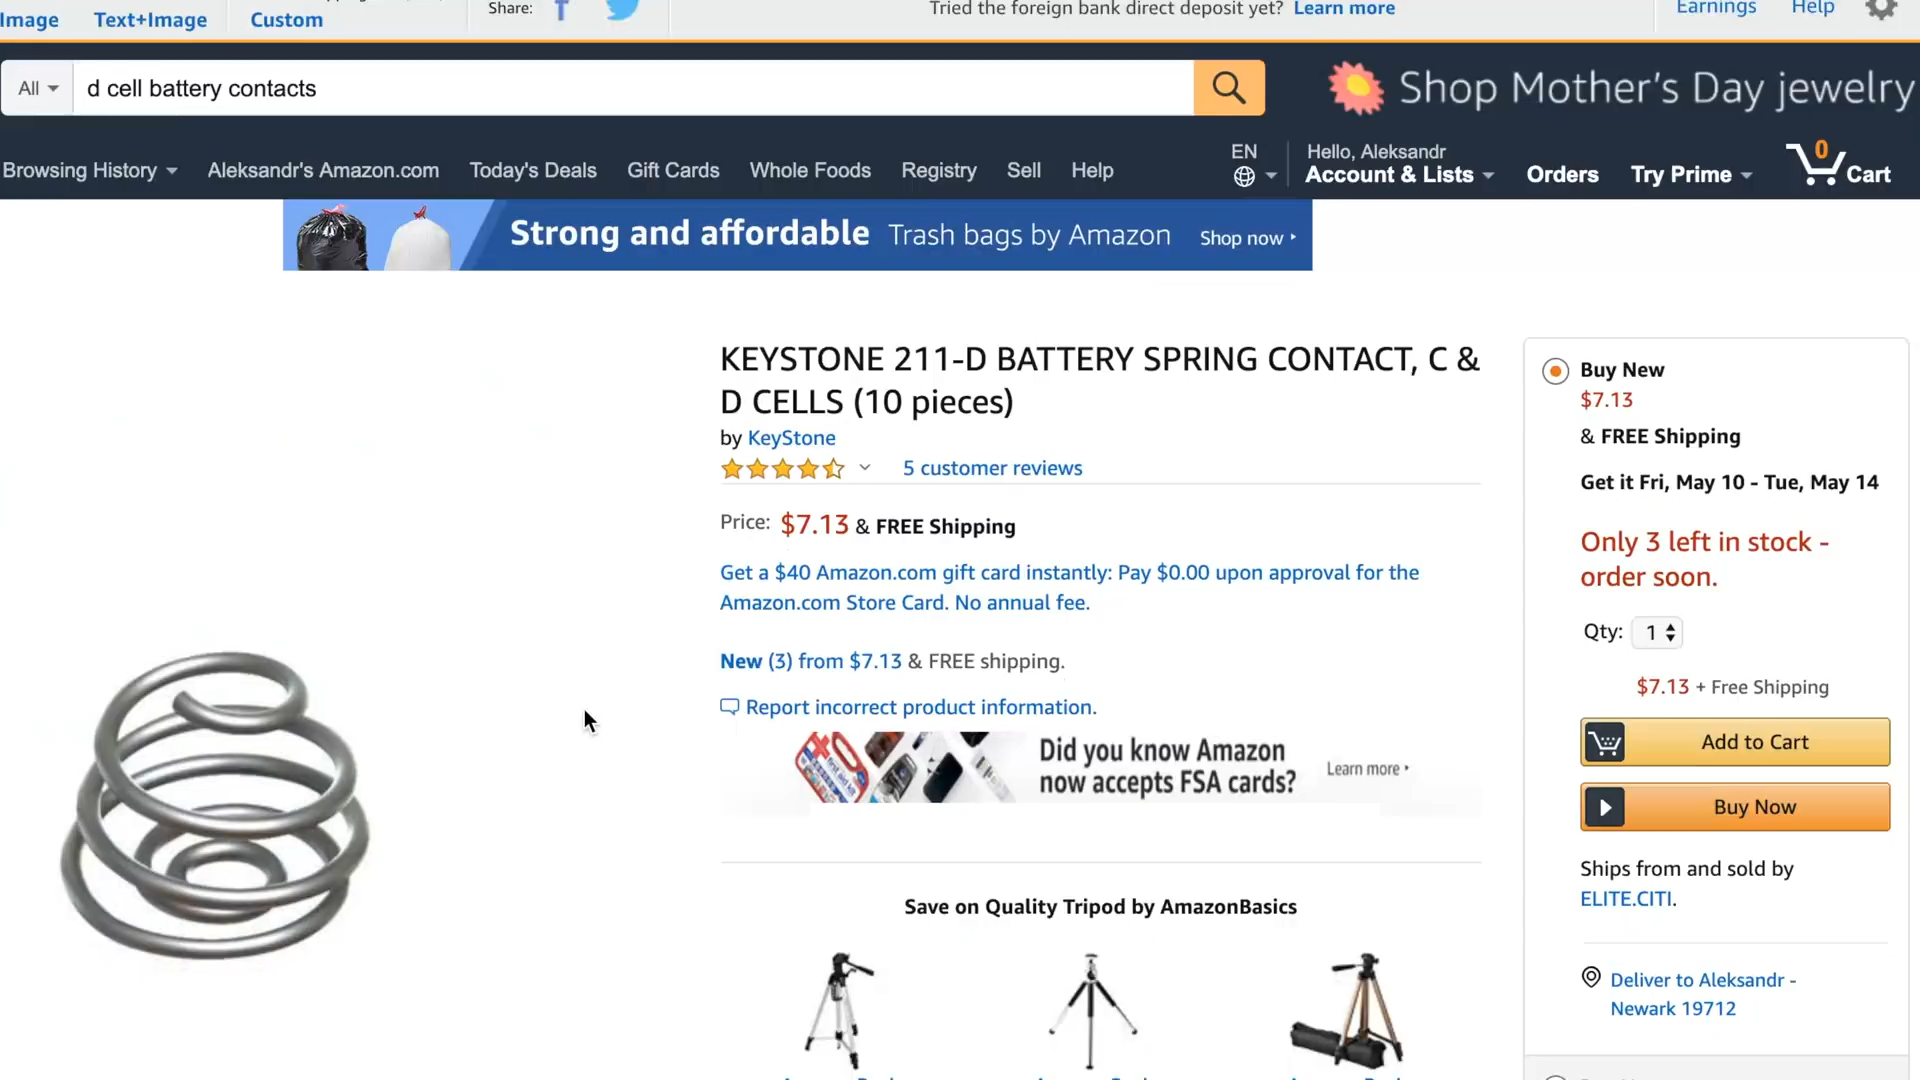 Image Text+Image Custom Share: Tried the foreign bank direct deposit yet? Learn more Earnings Help
All d cell battery contacts Shop Mother's Day jewelry
Browsing History Aleksandr's Amazon.com Today's Deals Gift Cards Whole Foods Registry Sell Help EN Hello, Aleksandr Account & Lists Orders Try Prime 0 Cart
Strong and affordable Trash bags by Amazon Shop now
KEYSTONE 211-D BATTERY SPRING CONTACT, C &
D CELLS (10 pieces)
by KeyStone
5 customer reviews
Price: $7.13 & FREE Shipping
Get a $40 Amazon.com gift card instantly: Pay $0.00 upon approval for the
Amazon.com Store Card. No annual fee.
New (3) from $7.13 & FREE shipping.
Report incorrect product information.
first aid kit
Did you know Amazon
now accepts FSA cards?
Learn more
Save on Quality Tripod by AmazonBasics
Buy New
$7.13
& FREE Shipping
Get it Fri, May 10 - Tue, May 14
Only 3 left in stock -
order soon.
Qty: 1
$7.13 + Free Shipping
Add to Cart
Buy Now
Ships from and sold by
ELITE.CITI.
Deliver to Aleksandr -
Newark 19712